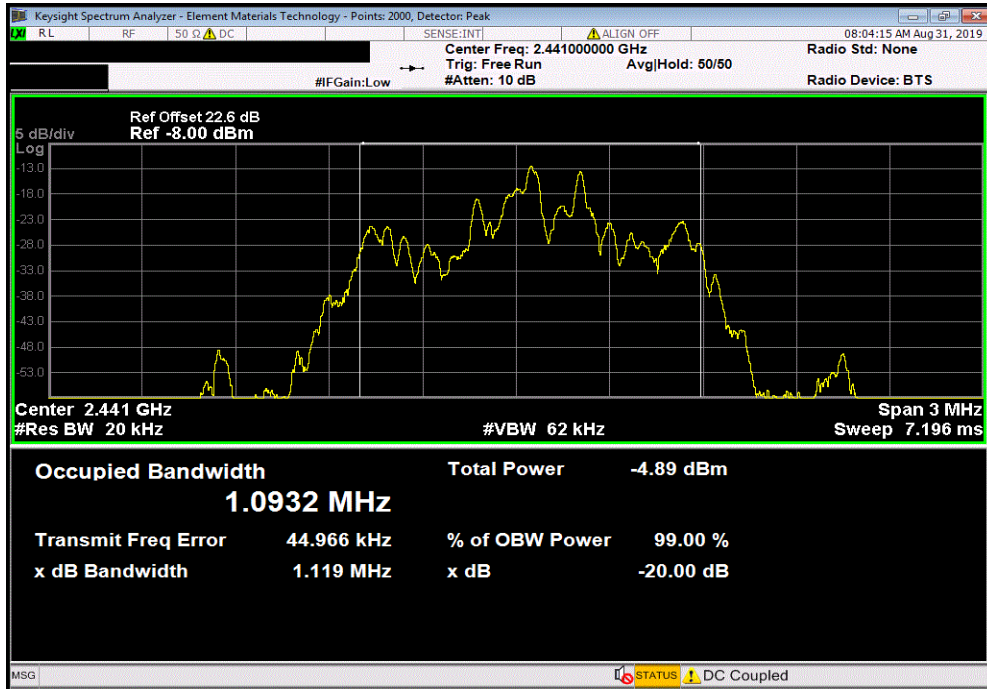 Keysight Spectrum Analyzer - Element Materials Technology - Points: 2000, Detector: Peak
LXI RL RF 50 Ω DC SENSE:INT ALIGN OFF 08:04:15 AM Aug 31, 2019
Center Freq: 2.441000000 GHz Radio Std: None
Trig: Free Run Avg|Hold: 50/50
#IFGain:Low #Atten: 10 dB Radio Device: BTS
Ref Offset 22.6 dB
5 dB/div Ref -8.00 dBm
Log
-13.0
-18.0
-23.0
-28.0
-33.0
-38.0
-43.0
-48.0
-53.0
Center 2.441 GHz Span 3 MHz
#Res BW 20 kHz #VBW 62 kHz Sweep 7.196 ms
Occupied Bandwidth Total Power -4.89 dBm
1.0932 MHz
Transmit Freq Error 44.966 kHz % of OBW Power 99.00 %
x dB Bandwidth 1.119 MHz x dB -20.00 dB
MSG STATUS DC Coupled